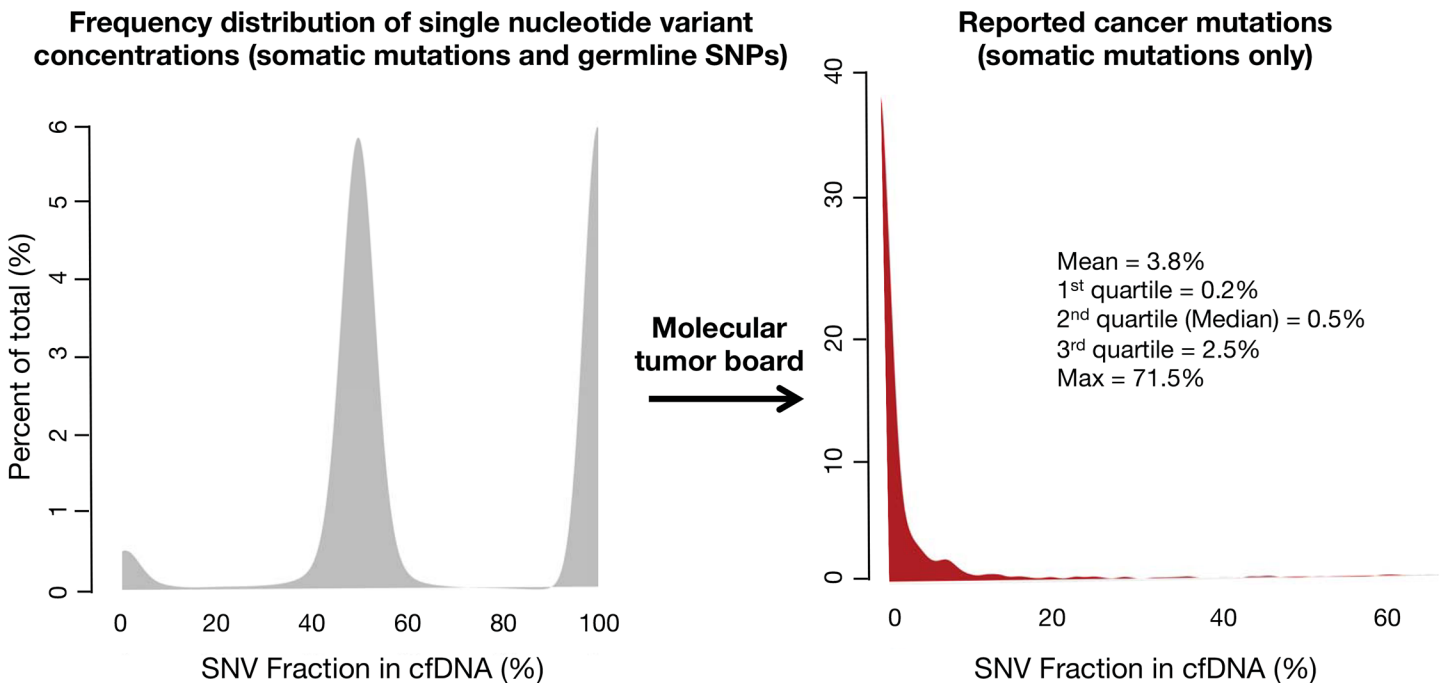 Frequency distribution of single nucleotide variant
concentrations (somatic mutations and germline SNPs)
Percent of total (%)
6
5
4
3
2
1
0
0 20 40 60 80 100
SNV Fraction in cfDNA (%)
Molecular
tumor board
Reported cancer mutations
(somatic mutations only)
40
30
20
10
0
Mean = 3.8%
1st quartile = 0.2%
2nd quartile (Median) = 0.5%
3rd quartile = 2.5%
Max = 71.5%
0 20 40 60
SNV Fraction in cfDNA (%)